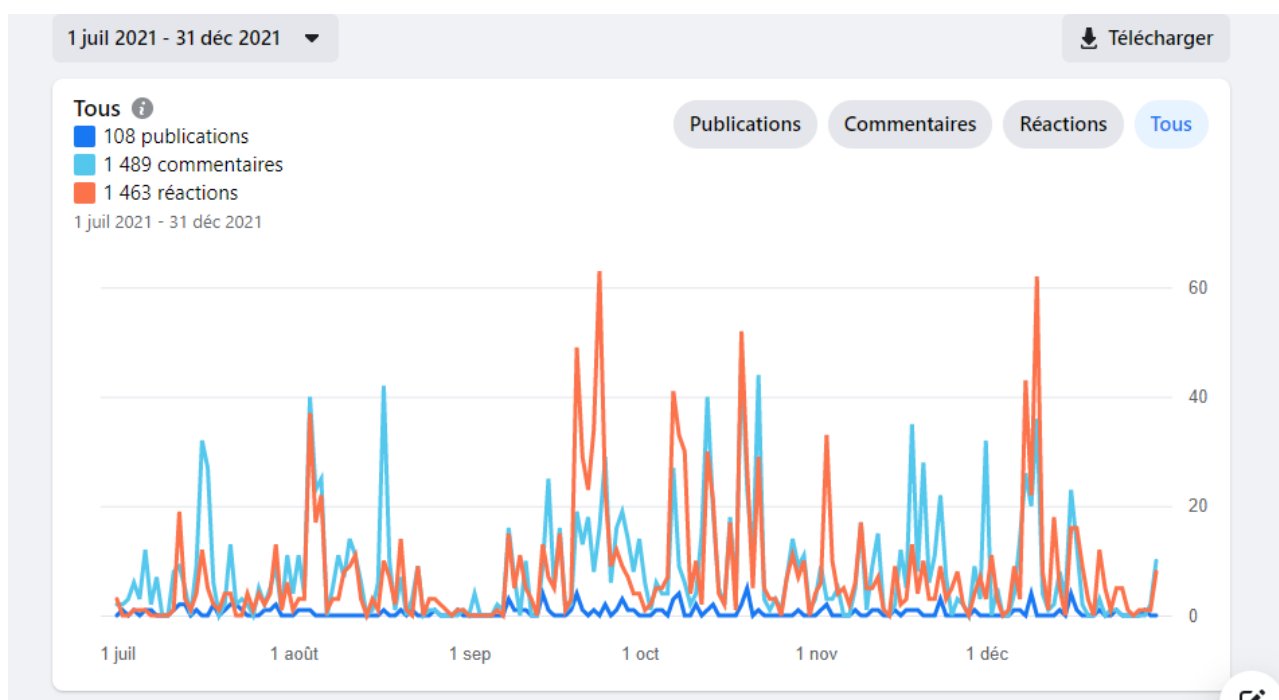 1 juil 2021 - 31 déc 2021
Télécharger
Tous
108 publications
1 489 commentaires
1 463 réactions
1 juil 2021 - 31 déc 2021
Publications Commentaires Réactions Tous
60
40
20
0
1 juil 1 août 1 sep 1 oct 1 nov 1 déc